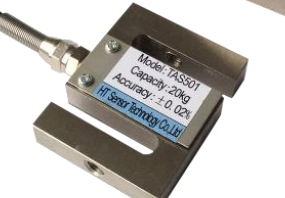 Model:TAS501
Capacity:20kg
Accuracy:±0.02%
HT Sensor Technology Co.,Ltd